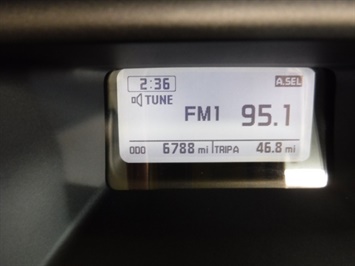 2:36 A.SEL
TUNE
FM1 95.1
ODO 6788 mi TRIPA 46.8 mi